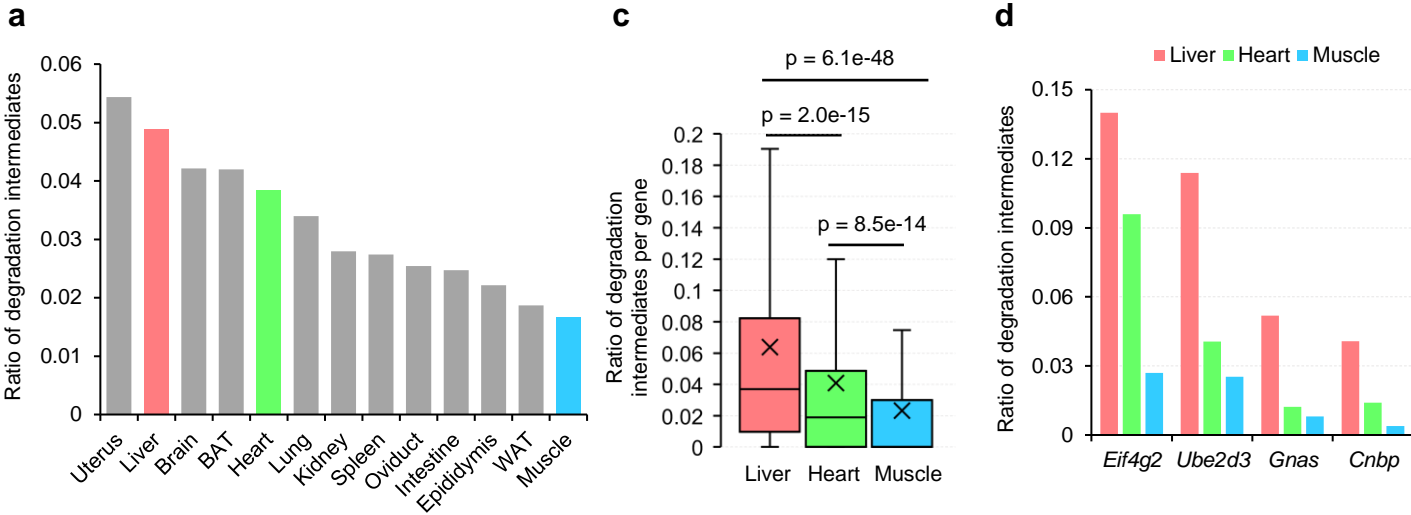 a
Ratio of degradation intermediates
0.06
0.05
0.04
0.03
0.02
0.01
0
Uterus
Liver
Brain
BAT
Heart
Lung
Kidney
Spleen
Oviduct
Intestine
Epididymis
WAT
Muscle
c
p = 6.1e-48
p = 2.0e-15
p = 8.5e-14
Ratio of degradation
intermediates per gene
0.2
0.18
0.16
0.14
0.12
0.1
0.08
0.06
0.04
0.02
0
Liver Heart Muscle
d
Liver Heart Muscle
Ratio of degradation intermediates
0.15
0.12
0.09
0.06
0.03
0
Eif4g2 Ube2d3 Gnas Cnbp